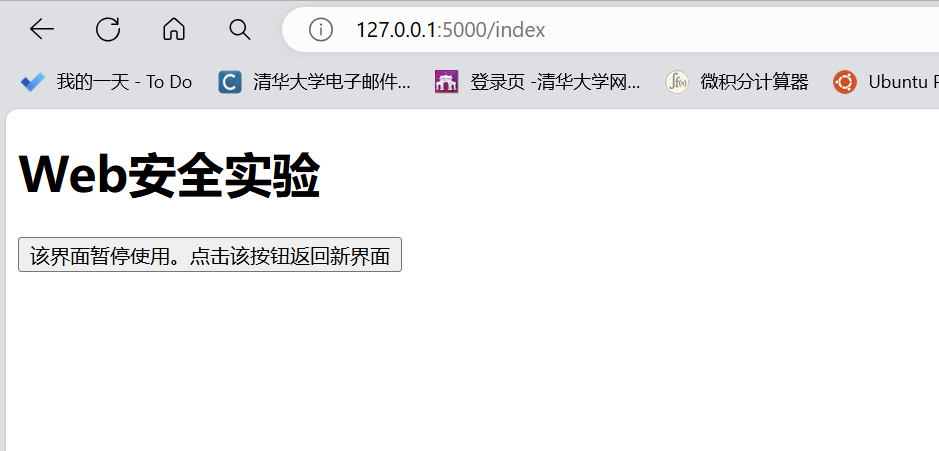 127.0.0.1:5000/index
我的一天 - To Do 清华大学电子邮件... 登录页 -清华大学网... 微积分计算器 Ubuntu
Web安全实验
该界面暂停使用。点击该按钮返回新界面